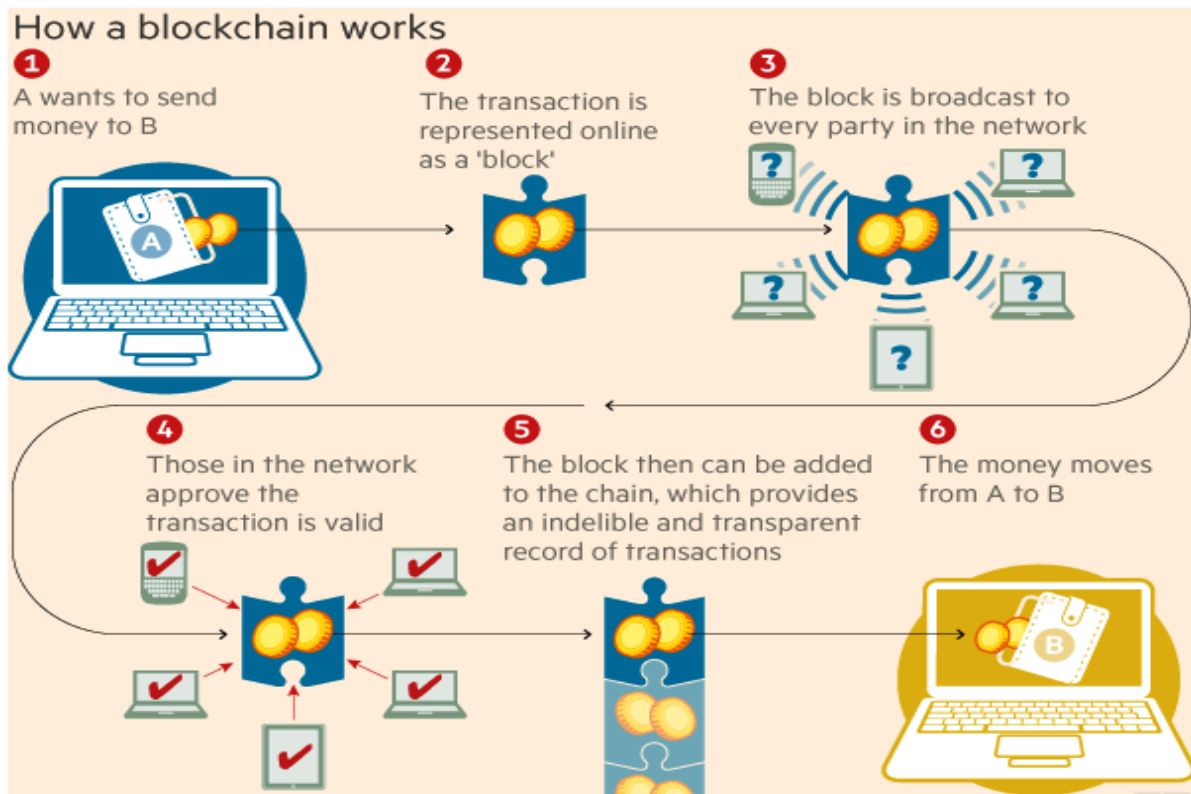 How a blockchain works
1
A wants to send
money to B
A
2
The transaction is
represented online
as a 'block'
3
The block is broadcast to
every party in the network
?
?
?
?
?
4
Those in the network
approve the
transaction is valid
5
The block then can be added
to the chain, which provides
an indelible and transparent
record of transactions
6
The money moves
from A to B
B